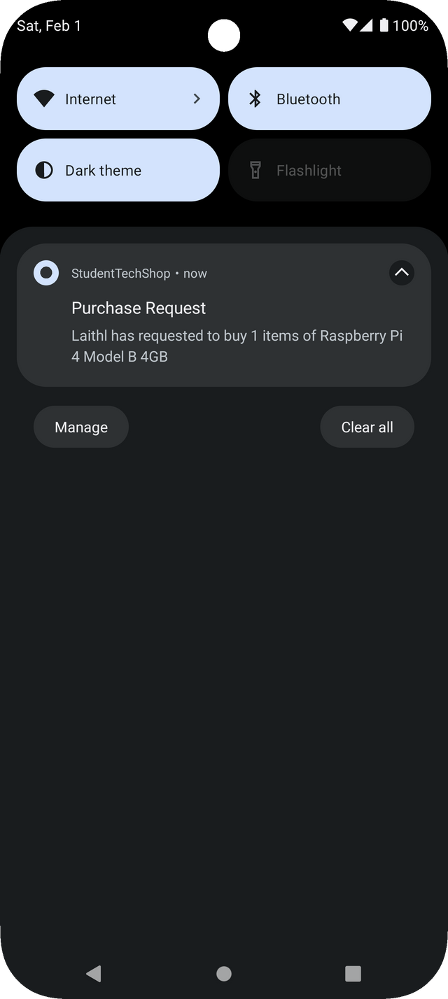 Sat, Feb 1
100%
Internet
Bluetooth
Dark theme
Flashlight
StudentTechShop • now
Purchase Request
Laithl has requested to buy 1 items of Raspberry Pi
4 Model B 4GB
Manage
Clear all